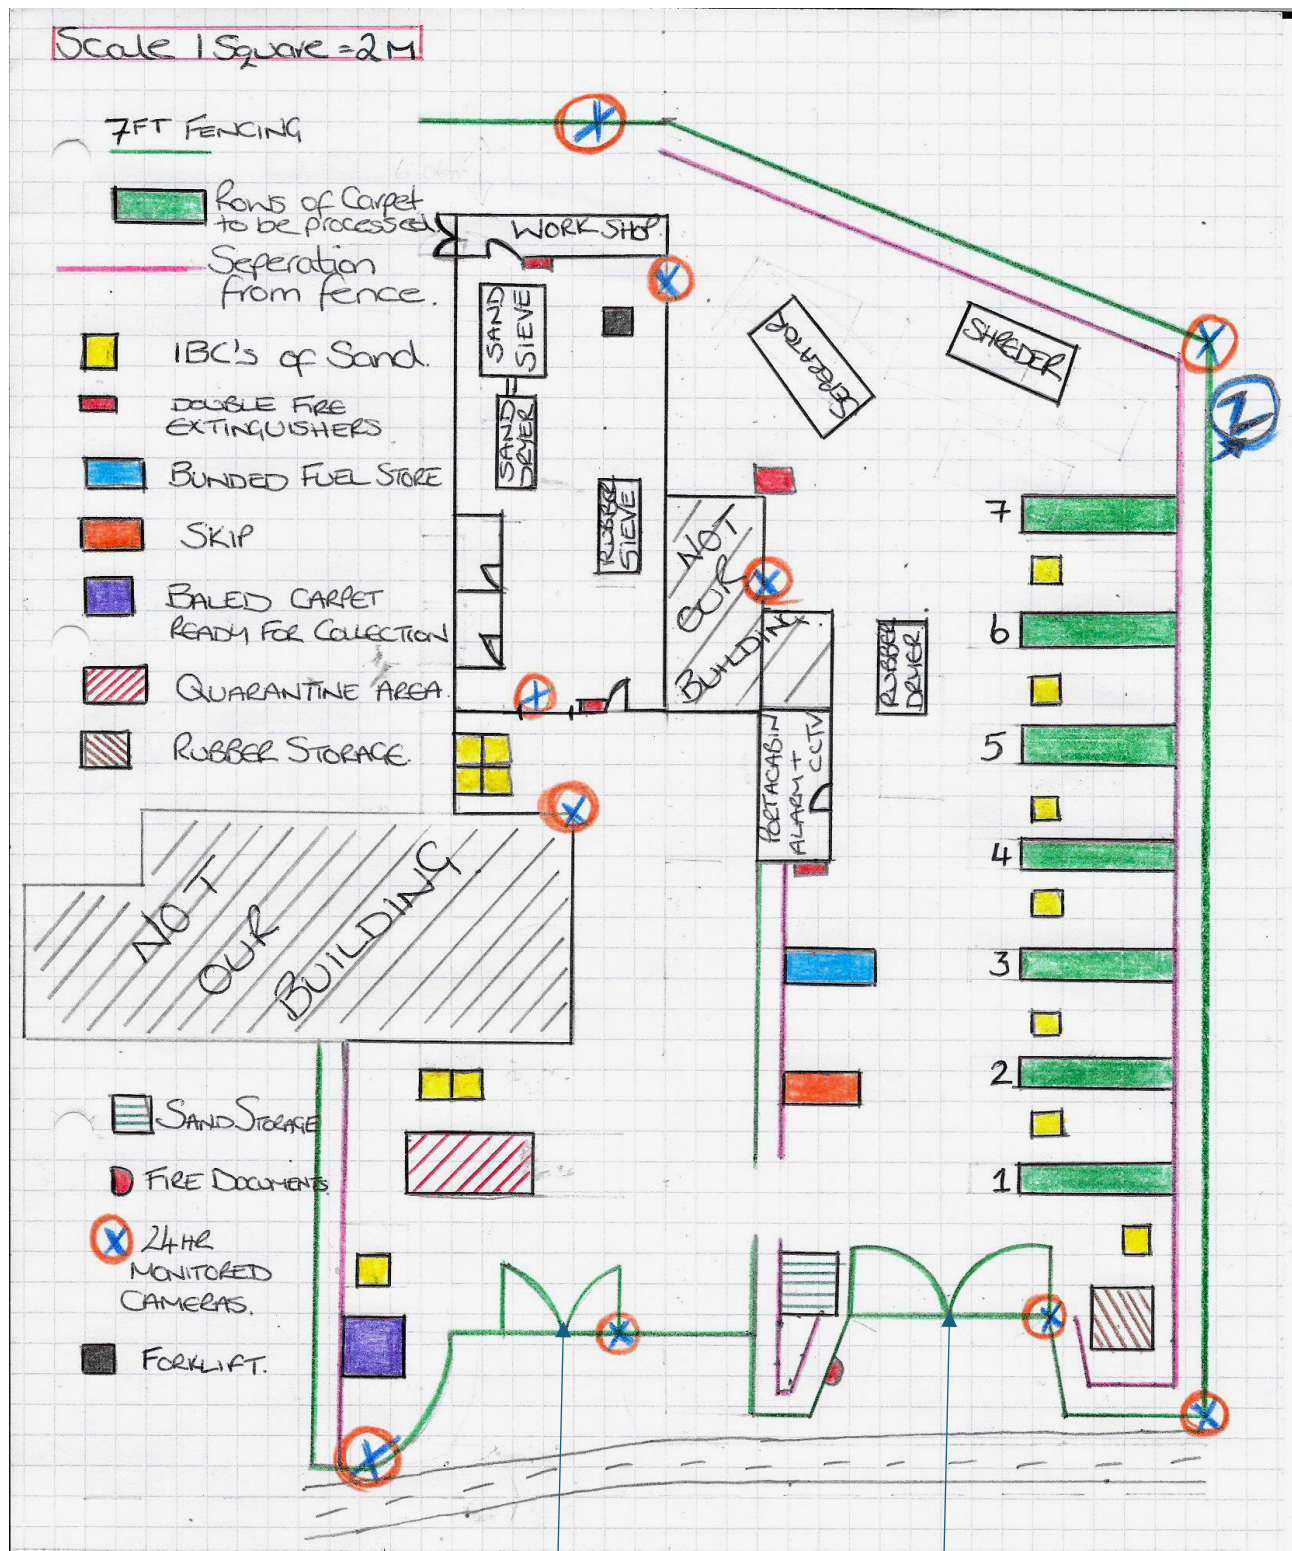 Scale 1 Square = 2M
7FT FENCING
Rows of Carpet
to be processed
Seperation
from fence.
IBC's of Sand.
DOUBLE FIRE
EXTINGUISHERS
BUNDED FUEL STORE
SKIP
BALED CARPET
READY FOR COLLECTION
QUARANTINE AREA.
RUBBER STORAGE.
WORKSHOP
SAND
SIEVE
SAND
DRYER
RUBBER
SIEVE
SEPERATOR
SHREDER
N
NOT
OUR
BUILDING
RUBBER
DRYER
PORTACABIN
ALARM +
CCTV
7
6
5
4
3
2
1
NOT
OUR
BUILDING
SAND STORAGE
FIRE DOCUMENTS
24HR
MONITORED
CAMERAS.
FORKLIFT.